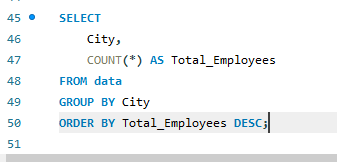 45 SELECT
46 City,
47 COUNT(*) AS Total_Employees
48 FROM data
49 GROUP BY City
50 ORDER BY Total_Employees DESC;
51